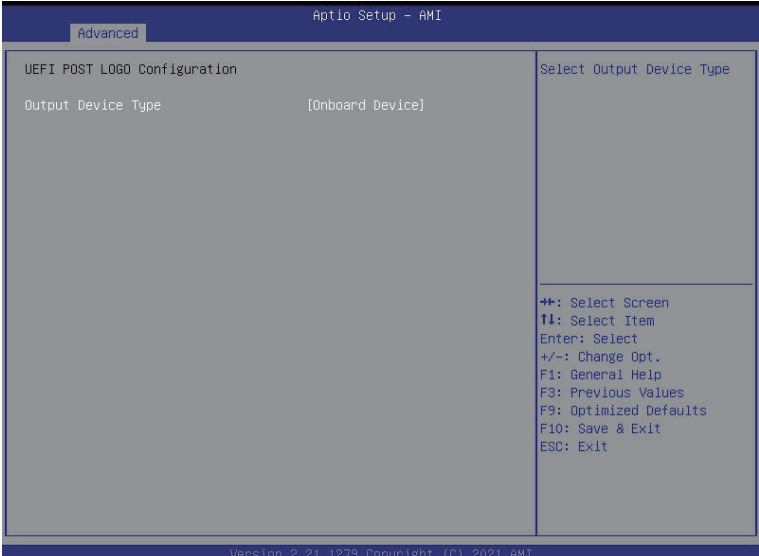 Aptio Setup – AMI
Advanced
UEFI POST LOGO Configuration
Output Device Type [Onboard Device]
Select Output Device Type
→←: Select Screen
↑↓: Select Item
Enter: Select
+/-: Change Opt.
F1: General Help
F3: Previous Values
F9: Optimized Defaults
F10: Save & Exit
ESC: Exit
Version 2.21.1279 Copyright (C) 2021 AMI